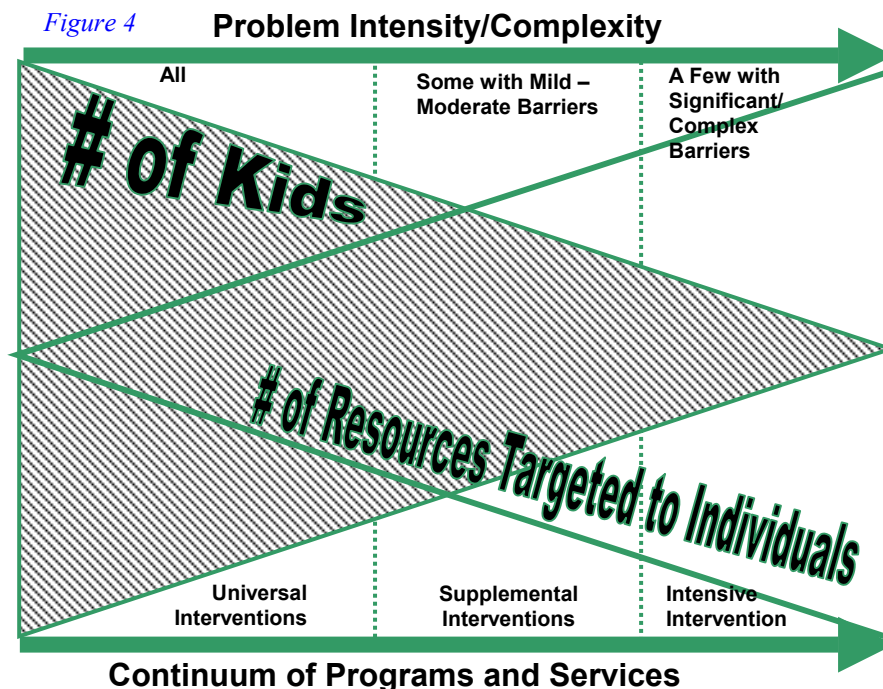 Figure 4
Problem Intensity/Complexity
All
Some with Mild –
Moderate Barriers
A Few with
Significant/
Complex
Barriers
# of Kids
# of Resources Targeted to Individuals
Universal
Interventions
Supplemental
Interventions
Intensive
Intervention
Continuum of Programs and Services